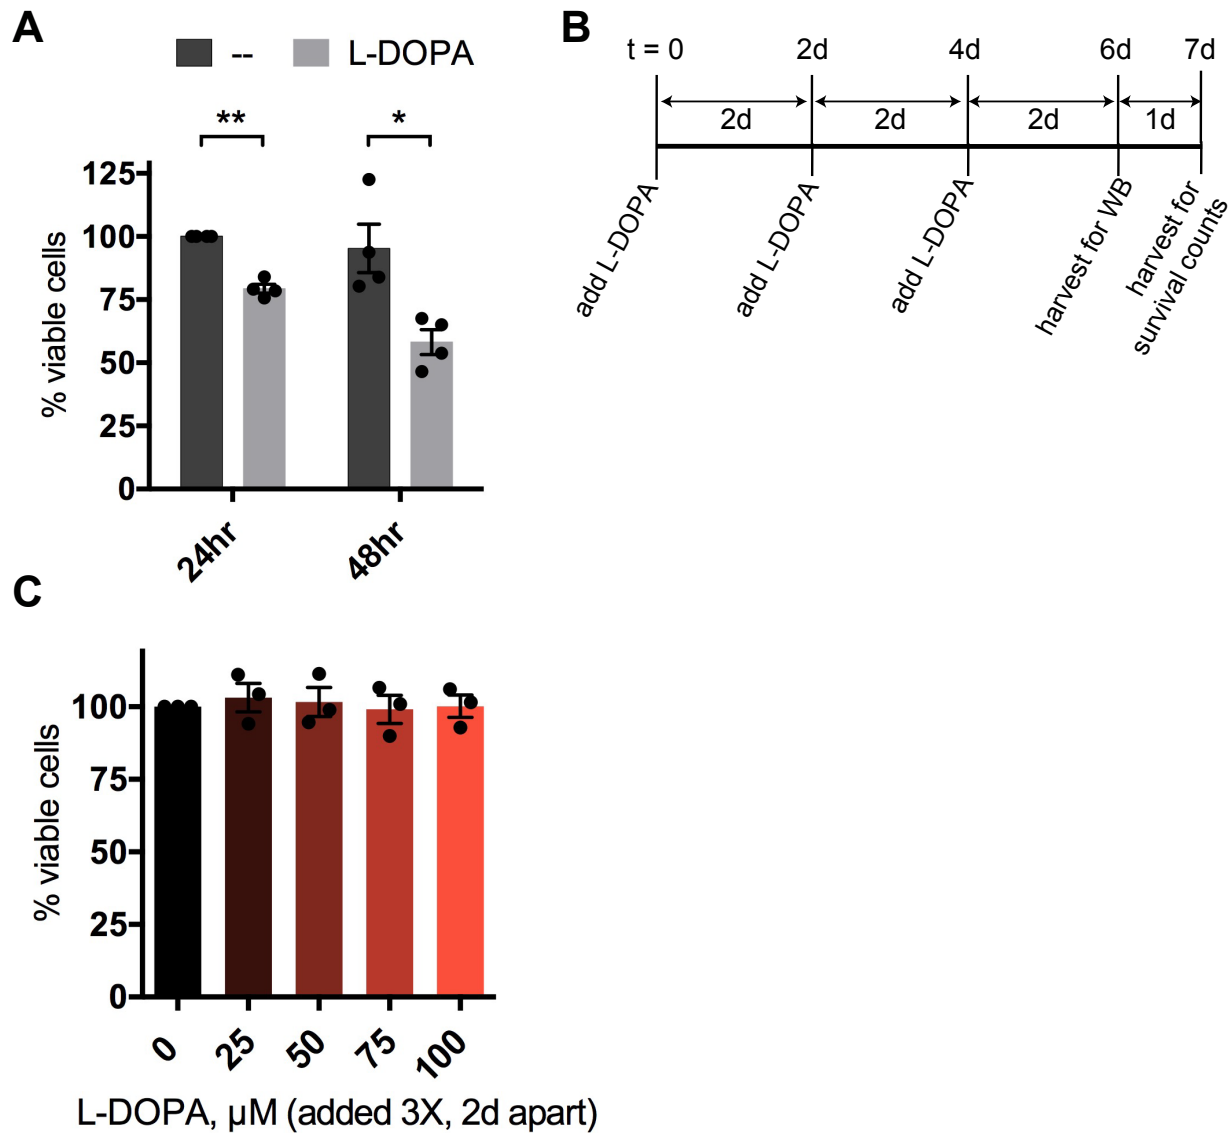 A
-- L-DOPA
** *
% viable cells
125
100
75
50
25
0
24hr 48hr
B
t = 0 2d 4d 6d 7d
2d 2d 2d 1d
add L-DOPA
add L-DOPA
add L-DOPA
harvest for WB
harvest for
survival counts
C
% viable cells
100
75
50
25
0
0 25 50 75 100
L-DOPA, µM (added 3X, 2d apart)